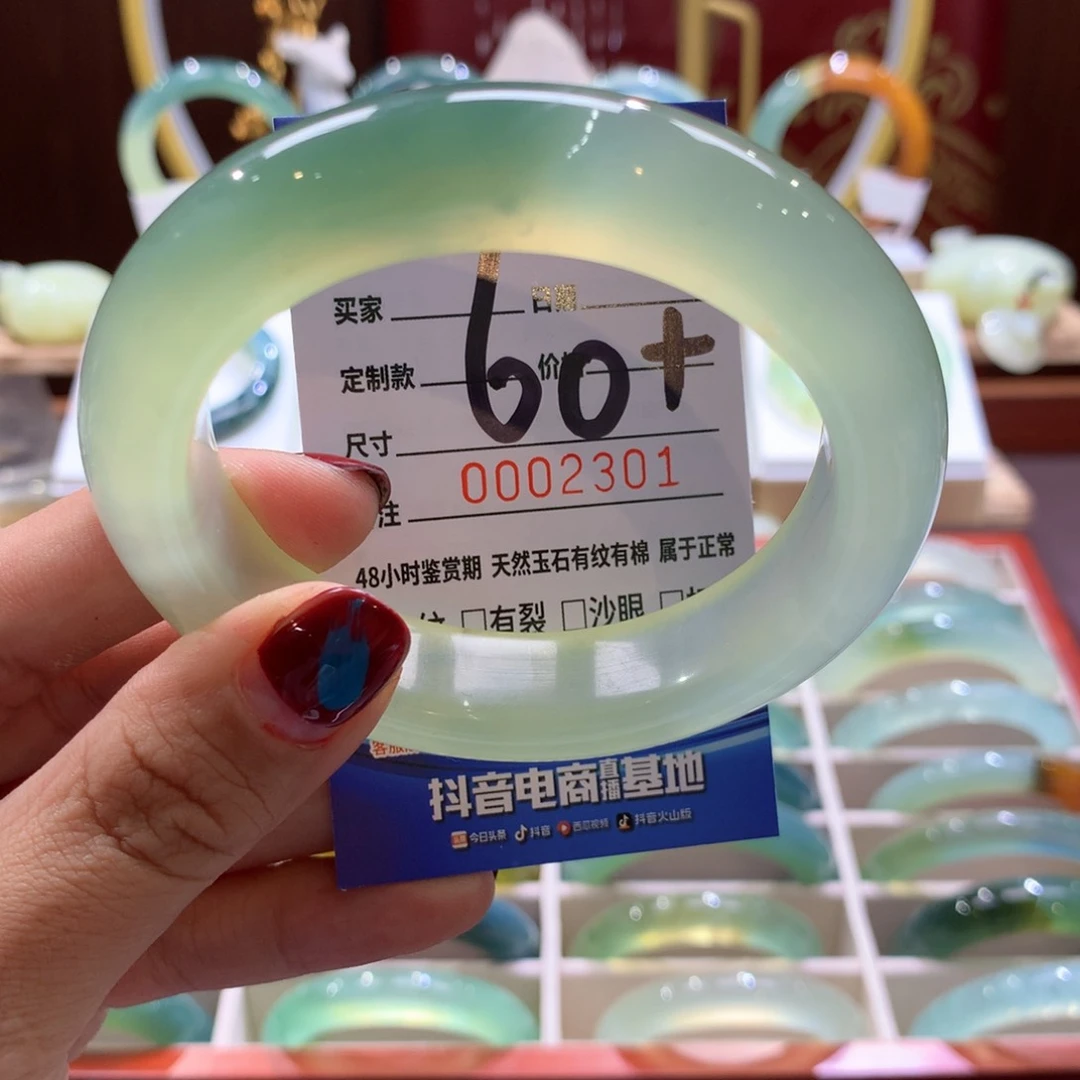 买家 日期
定制款 价格
60+
尺寸
0002301
注
48小时鉴赏期 天然玉石有纹有棉 属于正常
□有裂 □沙眼
客服
抖音电商直播基地
今日头条 抖音 西瓜视频 抖音火山版